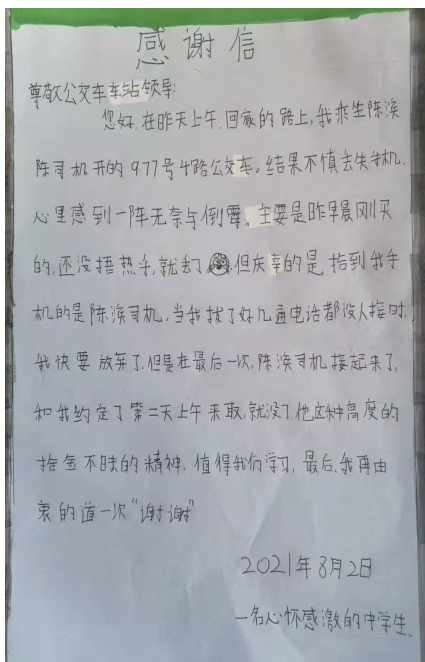 感谢信
尊敬公交车车站领导:
您好,在昨天上午,回家的路上,我乘坐陈滨
陈司机开的977号4路公交车。结果不慎丢失手机,
心里感到一阵无奈与倒霉。主要是昨早晨刚买
的,还没捂热乎,就丢了,但庆幸的是,拾到我手
机的是陈滨司机,当我拨了好几通电话都没人接时,
我快要放弃了,但是在最后一次,陈滨司机接起来了,
和我约定了第二天上午来取,就没了,他这种高度的
拾金不昧的精神,值得我们学习,最后,我再由
衷的道一次“谢谢”
2021年8月2日
一名心怀感激的中学生.